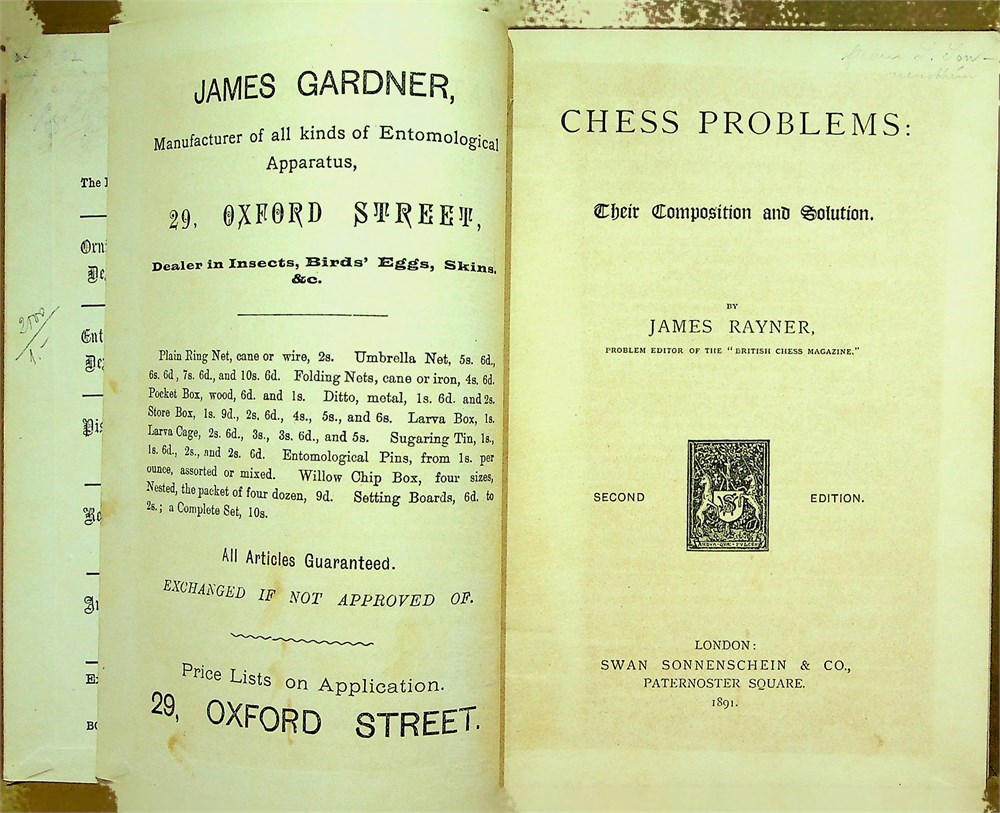 The
Orni
De
Ent
De
2500
1.-
JAMES GARDNER,
Manufacturer of all kinds of Entomological
Apparatus,
29, OXFORD STREET,
Dealer in Insects, Birds' Eggs, Skins,
&c.
Plain Ring Net, cane or wire, 2s. Umbrella Net, 5s. 6d.,
6s. 6d, 7s. 6d., and 10s. 6d. Folding Nets, cane or iron, 4s. 6d.
Pocket Box, wood, 6d. and 1s. Ditto, metal, 1s. 6d. and 2s.
Store Box, 1s. 9d., 2s. 6d., 4s., 5s., and 6s. Larva Box, 1s.
Larva Cage, 2s. 6d., 3s., 3s. 6d., and 5s. Sugaring Tin, 1s.,
1s. 6d., 2s., and 2s. 6d. Entomological Pins, from 1s. per
ounce, assorted or mixed. Willow Chip Box, four sizes,
Nested, the packet of four dozen, 9d. Setting Boards, 6d. to
2s.; a Complete Set, 10s.
All Articles Guaranteed.
EXCHANGED IF NOT APPROVED OF.
Price Lists on Application.
29, OXFORD STREET.
CHESS PROBLEMS:
Their Composition and Solution.
BY
JAMES RAYNER,
PROBLEM EDITOR OF THE "BRITISH CHESS MAGAZINE."
SECOND EDITION.
LONDON:
SWAN SONNENSCHEIN & CO.,
PATERNOSTER SQUARE.
1891.